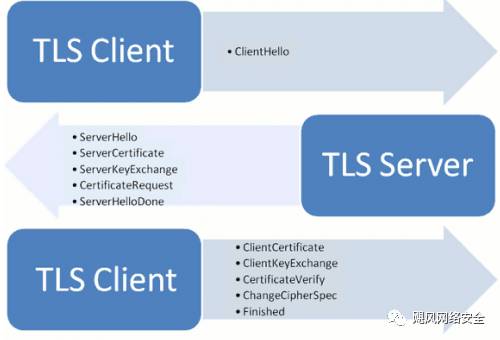 TLS Client
• ClientHello
• ServerHello
• ServerCertificate
• ServerKeyExchange
• CertificateRequest
• ServerHelloDone
TLS Server
TLS Client
• ClientCertificate
• ClientKeyExchange
• CertificateVerify
• ChangeCipherSpec
• Finished
飓风网络安全